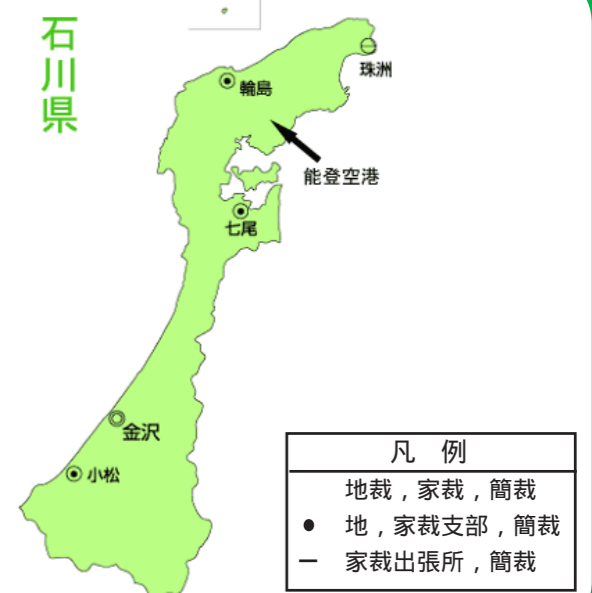 石川県
珠洲
輪島
能登空港
七尾
金沢
小松
凡 例
地裁，家裁，簡裁
● 地，家裁支部，簡裁
− 家裁出張所，簡裁